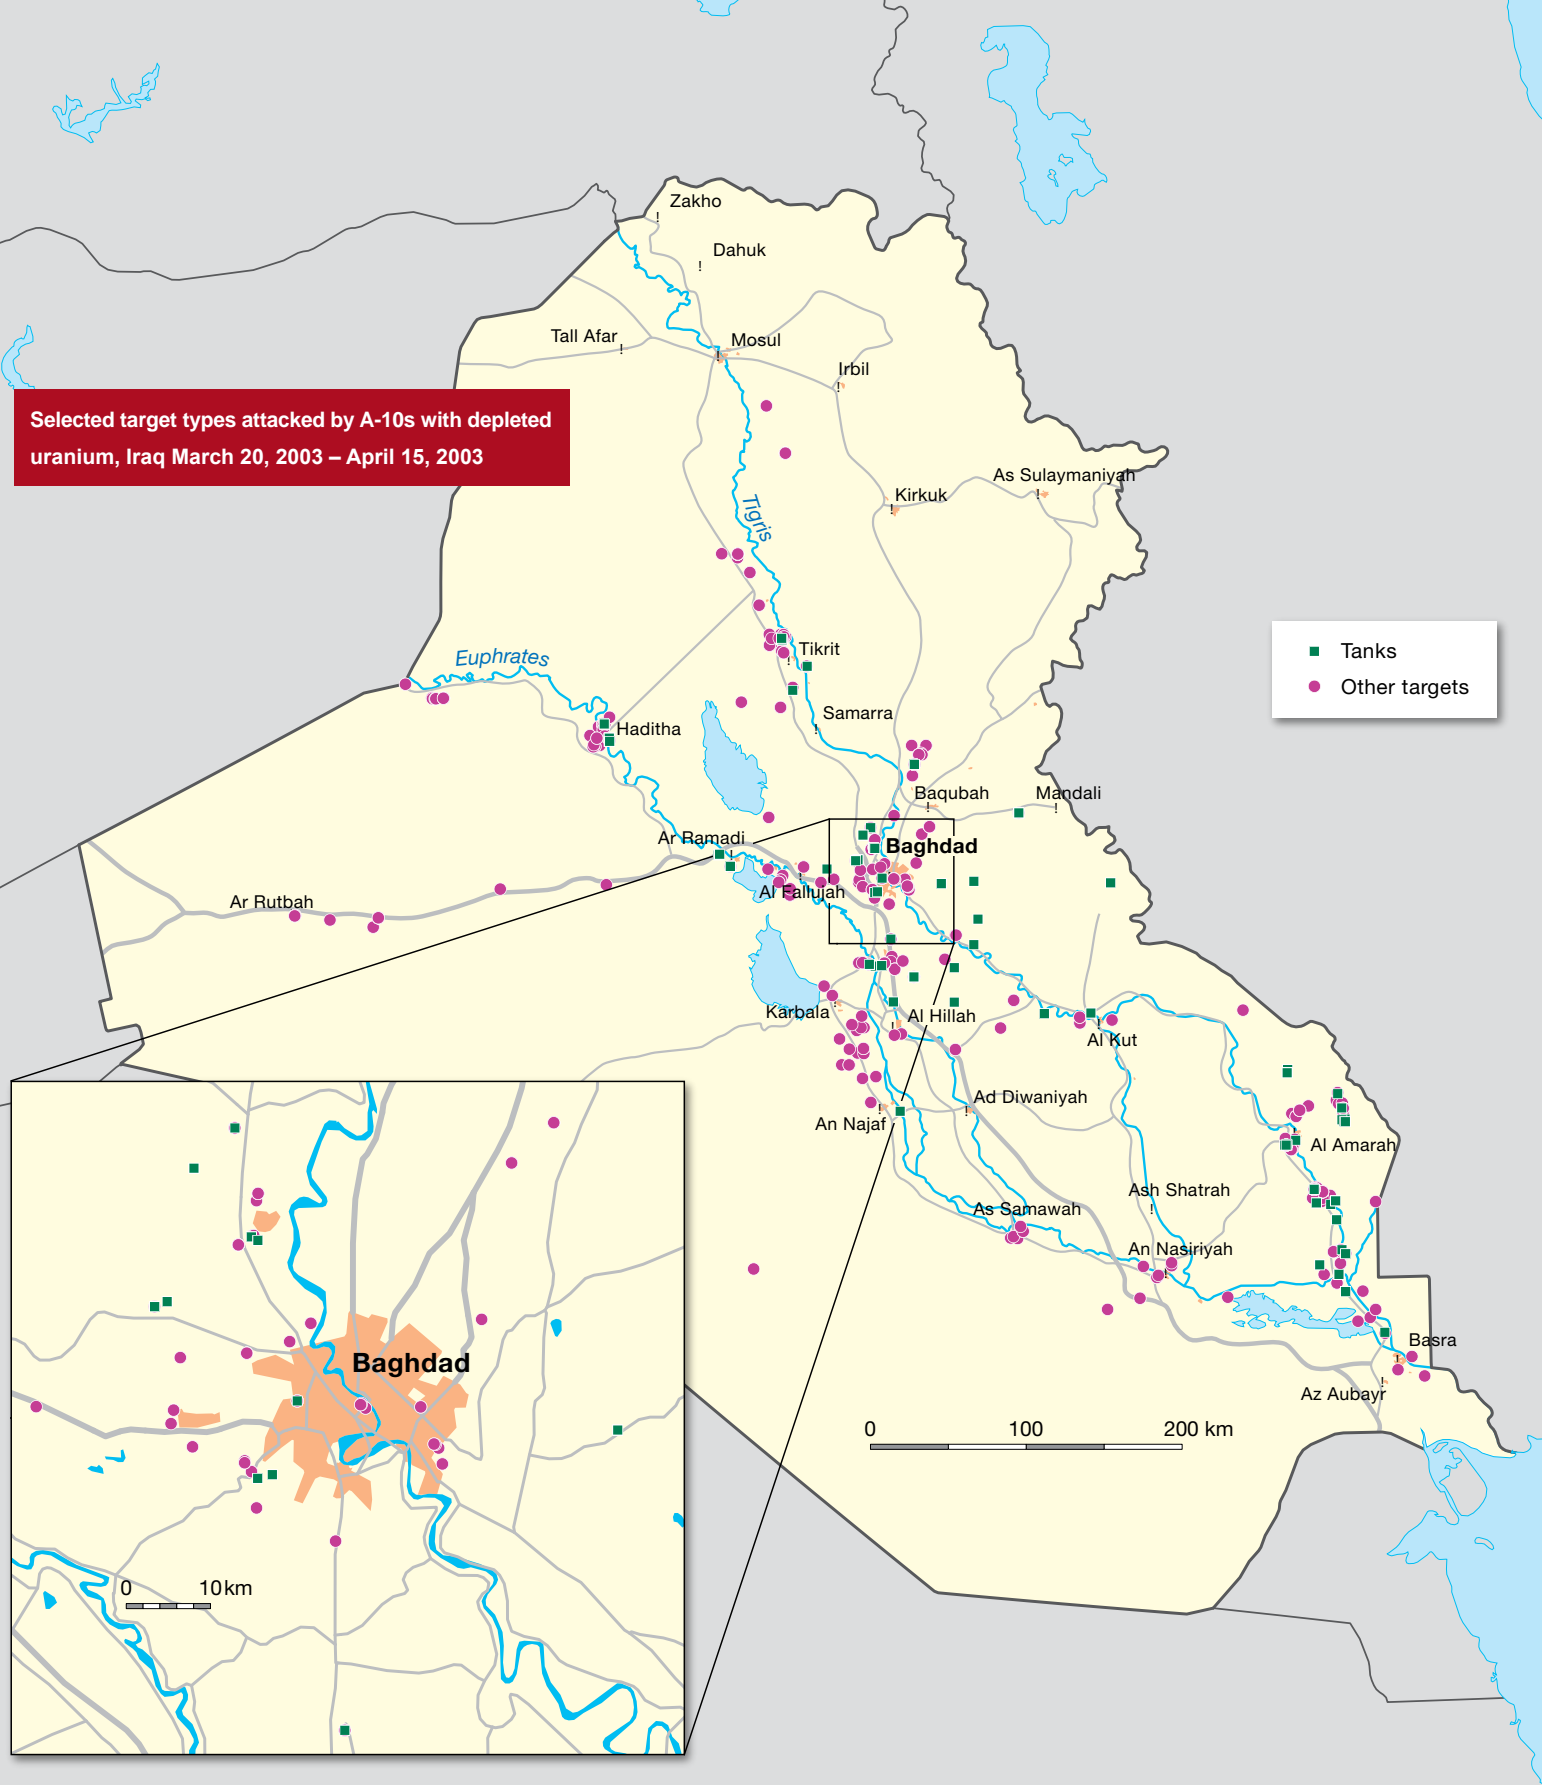 Zakho
Dahuk
Tall Afar
Mosul
Irbil
Selected target types attacked by A-10s with depleted
uranium, Iraq March 20, 2003 – April 15, 2003
As Sulaymaniyah
Kirkuk
Tigris
Tanks
Other targets
Euphrates
Tikrit
Samarra
Haditha
Baqubah
Mandali
Ar Ramadi
Baghdad
Al Fallujah
Ar Rutbah
Karbala
Al Hillah
Al Kut
Ad Diwaniyah
An Najaf
Al Amarah
Ash Shatrah
As Samawah
An Nasiriyah
Basra
Az Aubayr
0 100 200 km
Baghdad
0 10 km